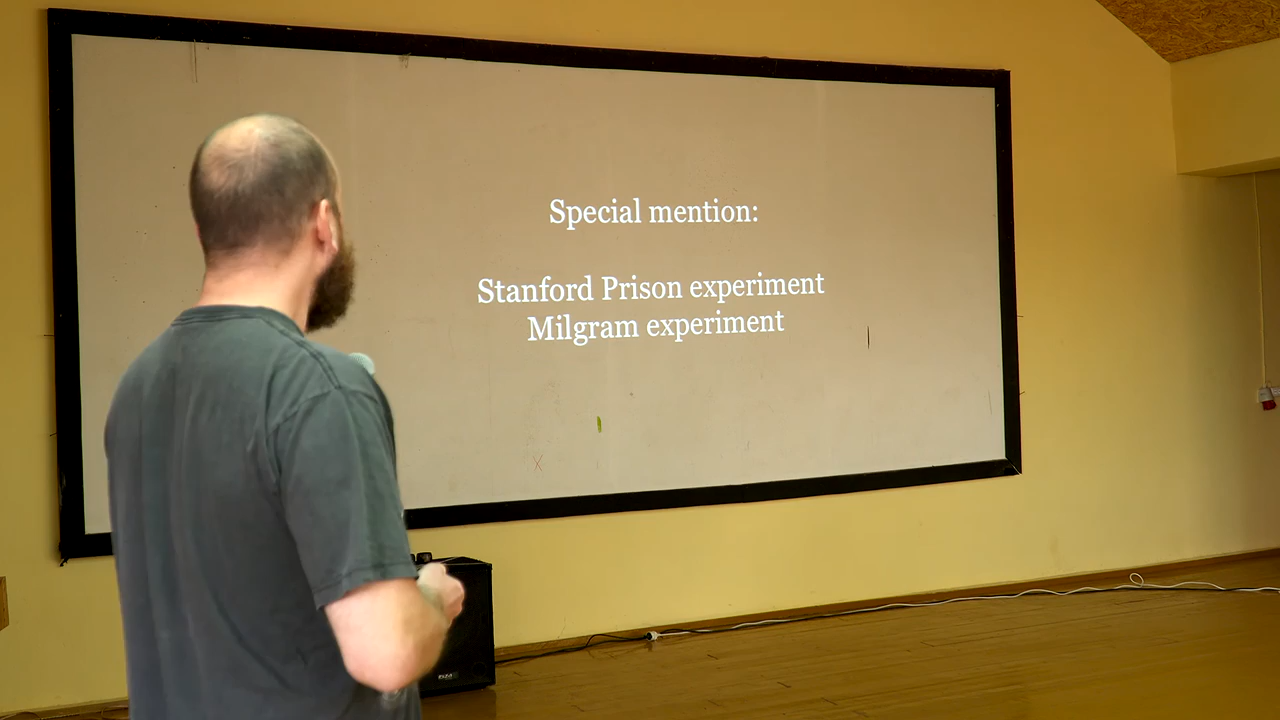 Special mention:
Stanford Prison experiment
Milgram experiment